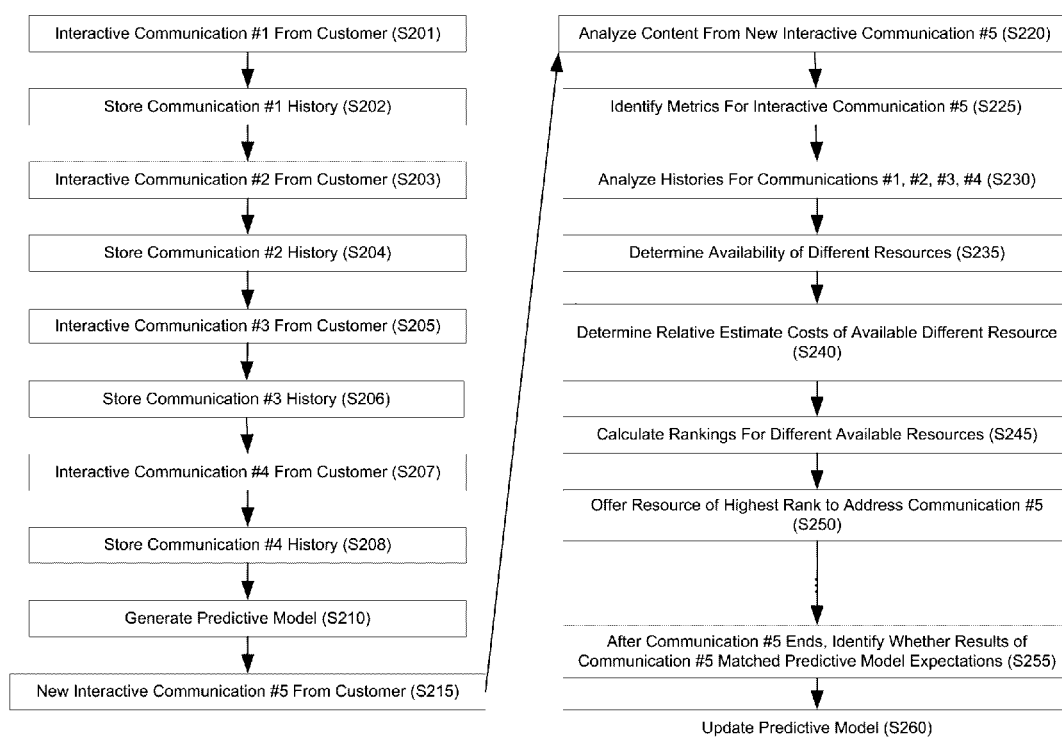 Interactive Communication #1 From Customer (S201)
Store Communication #1 History (S202)
Interactive Communication #2 From Customer (S203)
Store Communication #2 History (S204)
Interactive Communication #3 From Customer (S205)
Store Communication #3 History (S206)
Interactive Communication #4 From Customer (S207)
Store Communication #4 History (S208)
Generate Predictive Model (S210)
New Interactive Communication #5 From Customer (S215)
Analyze Content From New Interactive Communication #5 (S220)
Identify Metrics For Interactive Communication #5 (S225)
Analyze Histories For Communications #1, #2, #3, #4 (S230)
Determine Availability of Different Resources (S235)
Determine Relative Estimate Costs of Available Different Resource
(S240)
Calculate Rankings For Different Available Resources (S245)
Offer Resource of Highest Rank to Address Communication #5
(S250)
After Communication #5 Ends, Identify Whether Results of
Communication #5 Matched Predictive Model Expectations (S255)
Update Predictive Model (S260)